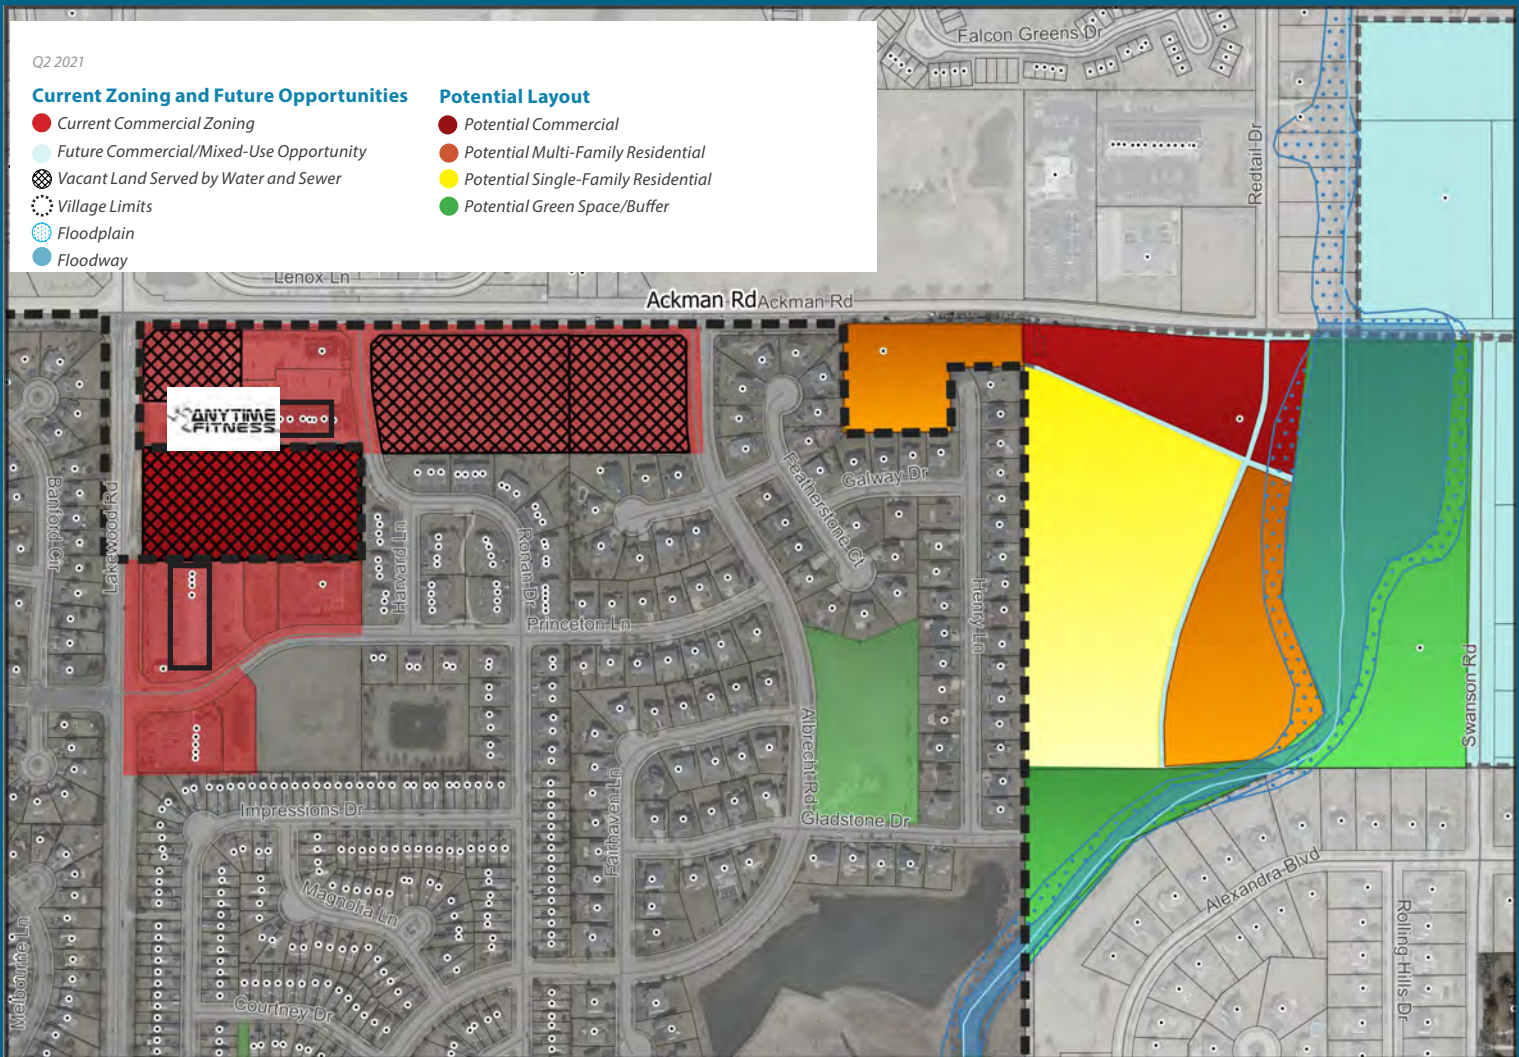 Q2 2021
Current Zoning and Future Opportunities
Current Commercial Zoning
Future Commercial/Mixed-Use Opportunity
Vacant Land Served by Water and Sewer
Village Limits
Floodplain
Floodway
Potential Layout
Potential Commercial
Potential Multi-Family Residential
Potential Single-Family Residential
Potential Green Space/Buffer
Falcon Greens Dr
Redtail Dr
Lenox Ln
Ackman Rd
Ackman Rd
ANYTIME
FITNESS
Lakewood Rd
Banford Cir
Harvard Ln
Ronan Dr
Princeton Ln
Featherstone Ct
Galway Dr
Henry Ln
Albrecht Rd
Gladstone Dr
Fairhaven Ln
Impressions Dr
Magnolia Ln
Courtney Dr
Melbourne Ln
Swanson Rd
Alexandra Blvd
Rolling Hills Dr